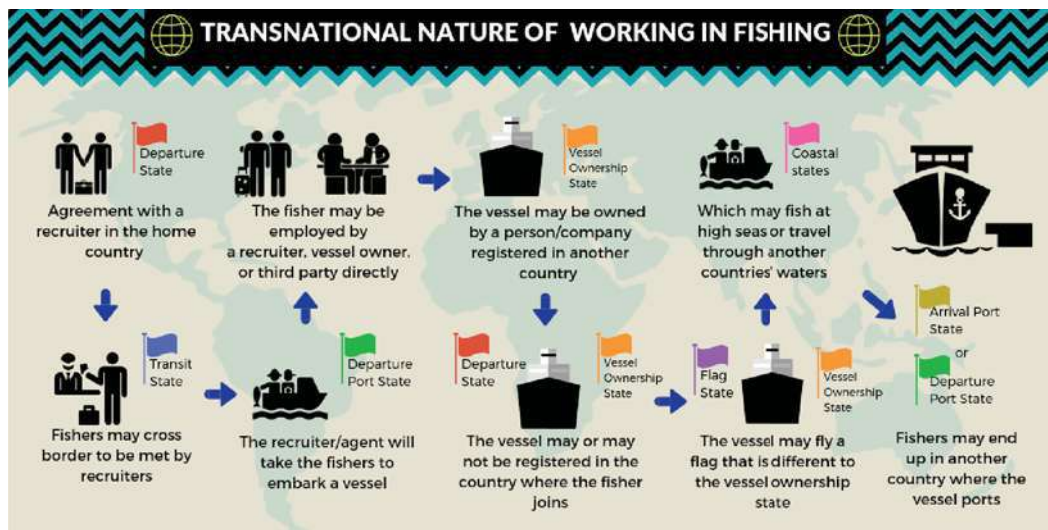 TRANSNATIONAL NATURE OF WORKING IN FISHING
Departure
State
Agreement with a
recruiter in the home
country
Transit
State
Fishers may cross
border to be met by
recruiters
Departure
Port State
The recruiter/agent will
take the fishers to
embark a vessel
The fisher may be
employed by
a recruiter, vessel owner,
or third party directly
Vessel
Ownership
State
The vessel may be owned
by a person/company
registered in another
country
Departure
State
Vessel
Ownership
State
The vessel may or may
not be registered in the
country where the fisher
joins
Flag
State
Vessel
Ownership
State
The vessel may fly a
flag that is different to
the vessel ownership
state
Coastal
states
Which may fish at
high seas or travel
through another
countries' waters
Arrival Port
State
or
Departure
Port State
Fishers may end
up in another
country where the
vessel ports